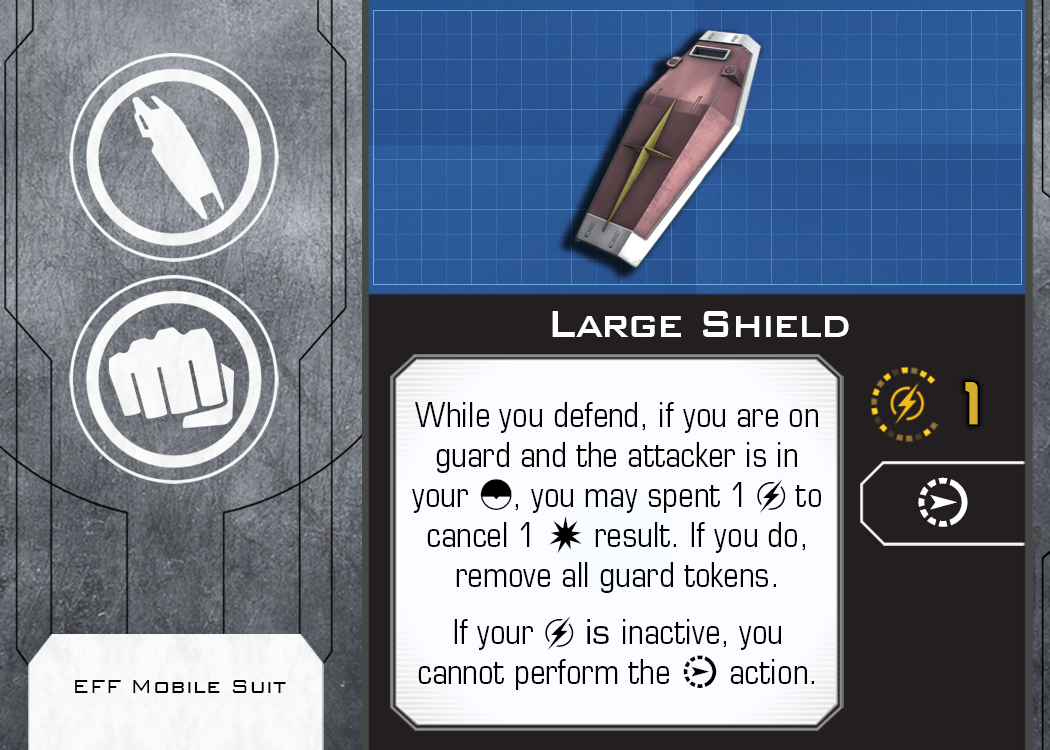 LARGE SHIELD
While you defend, if you are on
guard and the attacker is in
your , you may spent 1 to
cancel 1 result. If you do,
remove all guard tokens.
If your is inactive, you
cannot perform the action.
1
EFF MOBILE SUIT